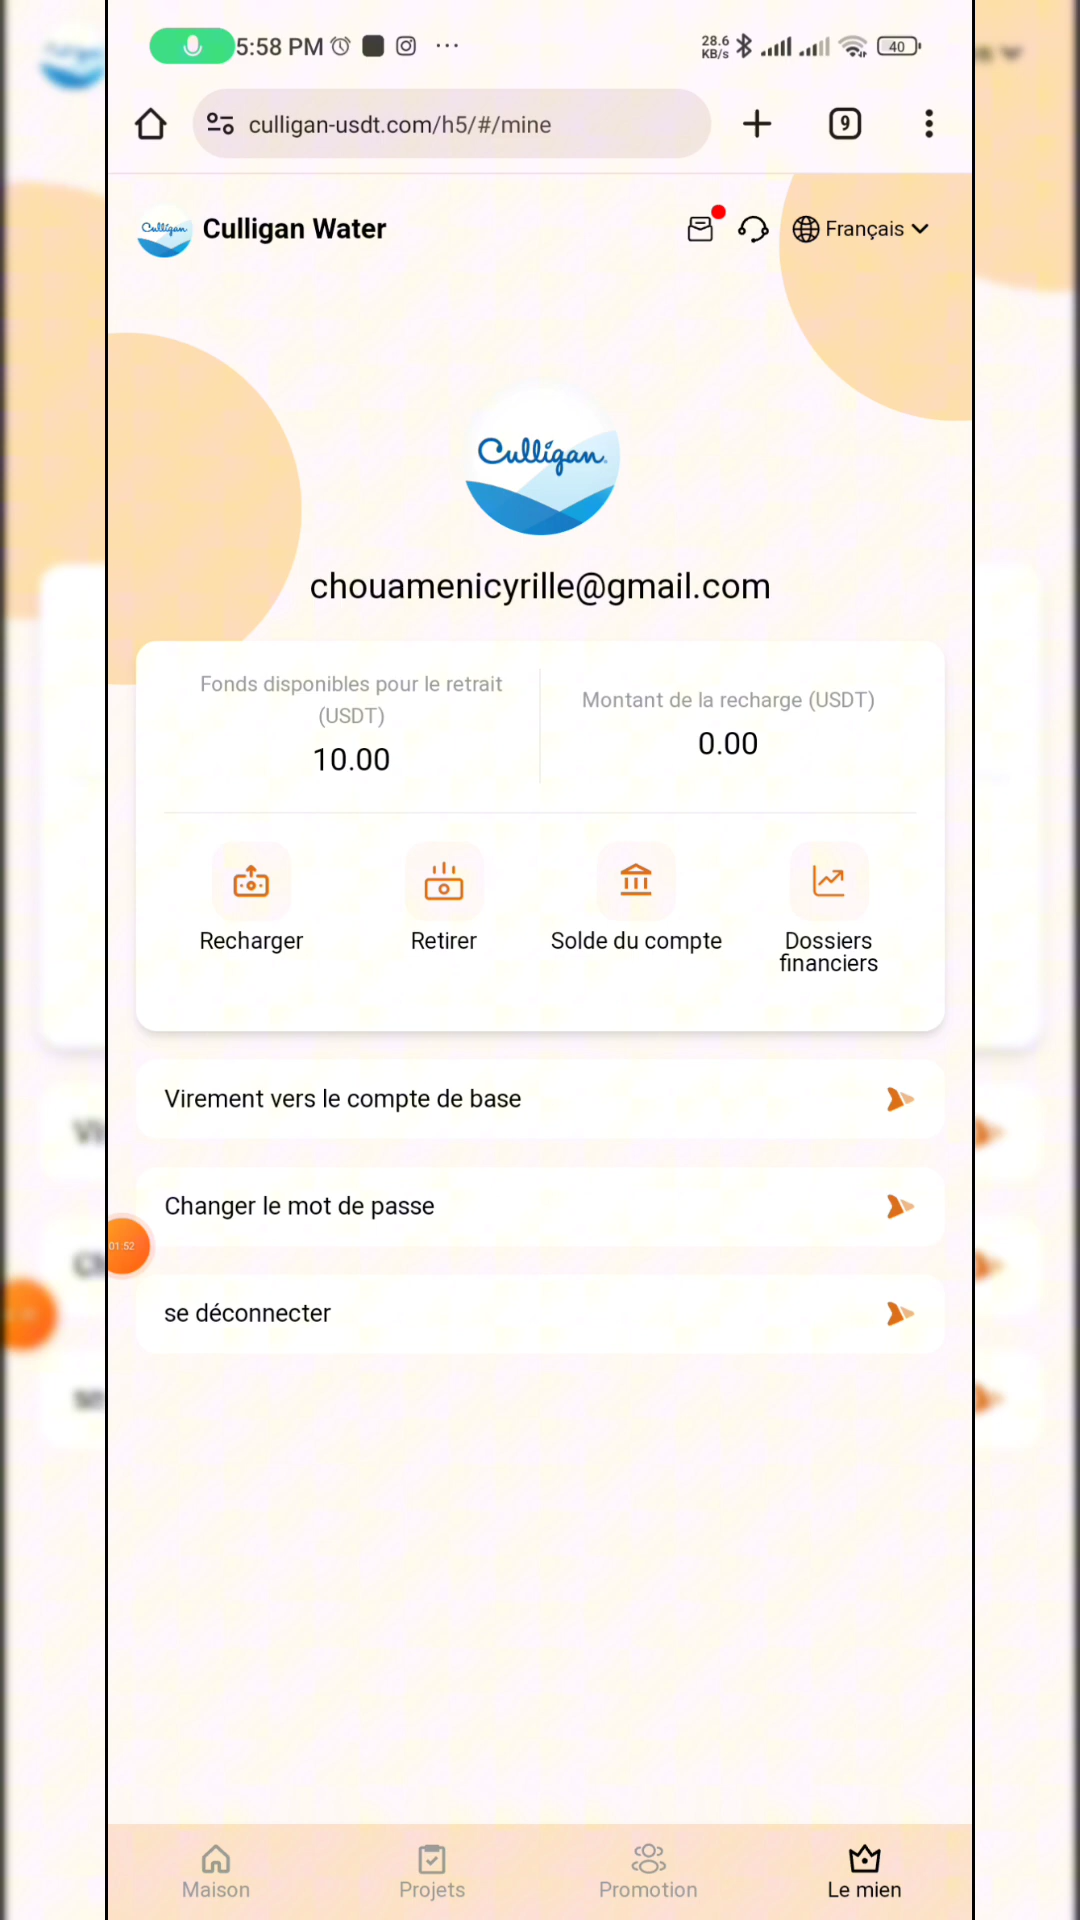 5:58 PM
28.6
KB/s
40
culligan-usdt.com/h5/#/mine
9
Culligan
Culligan Water
Français
Culligan.
chouamenicyrille@gmail.com
Fonds disponibles pour le retrait
(USDT)
10.00
Montant de la recharge (USDT)
0.00
Recharger
Retirer
Solde du compte
Dossiers
financiers
Virement vers le compte de base
Changer le mot de passe
01:52
se déconnecter
Maison
Projets
Promotion
Le mien